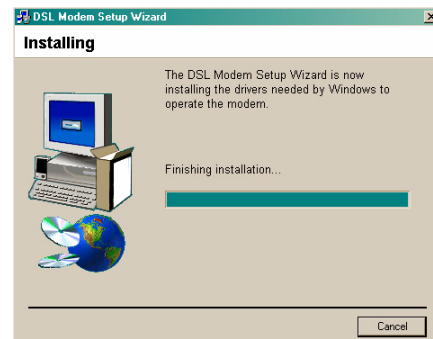 DSL Modem Setup Wizard
Installing
The DSL Modem Setup Wizard is now
installing the drivers needed by Windows to
operate the modem.
Finishing installation...
Cancel